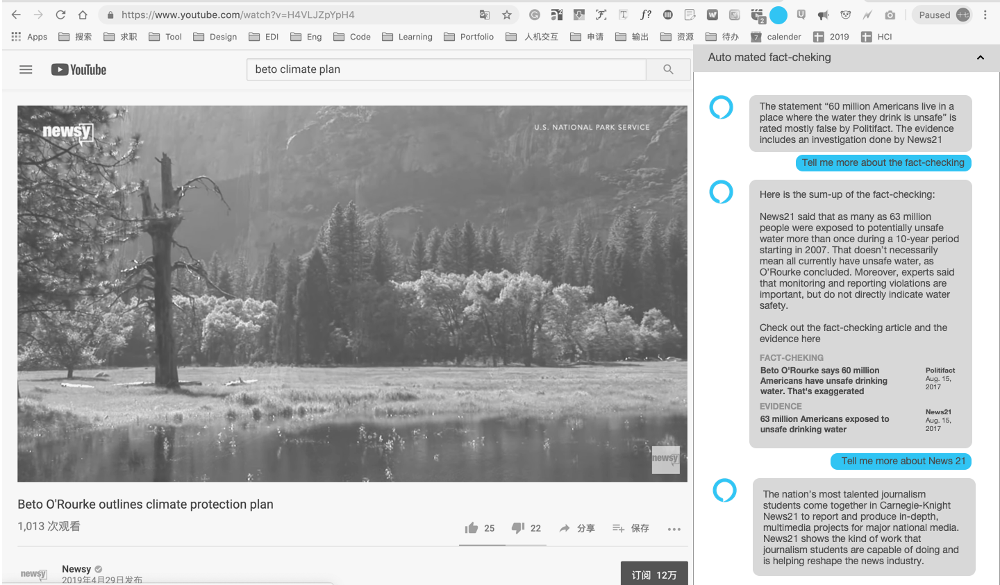 https://www.youtube.com/watch?v=H4VLJZpYpH4
2
Paused
Apps 搜索 求职 Tool Design EDI Eng Code Learning Portfolio 人机交互 申请 输出 资源 待办 7 calender 2019 HCI
YouTube
beto climate plan
newsy
U.S. NATIONAL PARK SERVICE
newsy
Beto O'Rourke outlines climate protection plan
1,013 次观看
25 22 分享 保存
newsy
Newsy
2019年4月29日发布
订阅 12万
Auto mated fact-cheking
The statement “60 million Americans live in a
place where the water they drink is unsafe” is
rated mostly false by Politifact. The evidence
includes an investigation done by News21
Tell me more about the fact-checking
Here is the sum-up of the fact-checking:
News21 said that as many as 63 million
people were exposed to potentially unsafe
water more than once during a 10-year period
starting in 2007. That doesn’t necessarily
mean all currently have unsafe water, as
O’Rourke concluded. Moreover, experts said
that monitoring and reporting violations are
important, but do not directly indicate water
safety.
Check out the fact-checking article and the
evidence here
FACT-CHEKING
Beto O'Rourke says 60 million
Americans have unsafe drinking
water. That's exaggerated
Politifact
Aug. 15,
2017
EVIDENCE
63 million Americans exposed to
unsafe drinking water
News21
Aug. 15,
2017
Tell me more about News 21
The nation’s most talented journalism
students come together in Carnegie-Knight
News21 to report and produce in-depth,
multimedia projects for major national media.
News21 shows the kind of work that
journalism students are capable of doing and
is helping reshape the news industry.